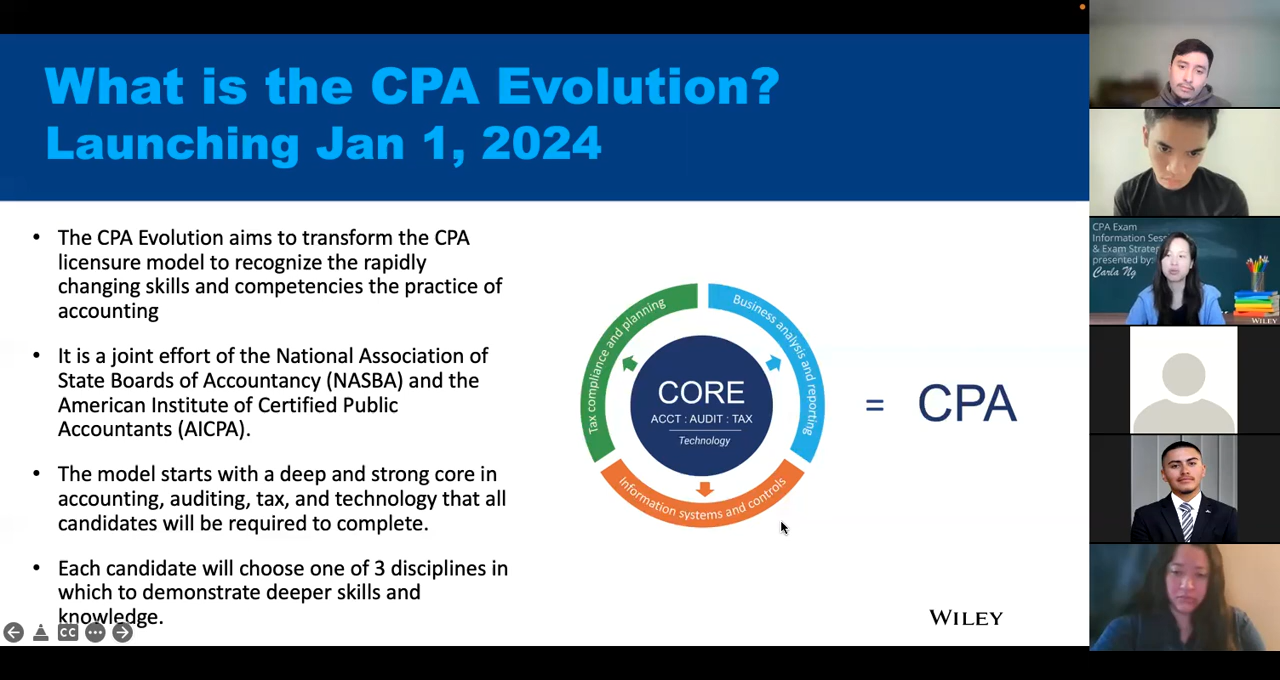 What is the CPA Evolution?
Launching Jan 1, 2024
• The CPA Evolution aims to transform the CPA
licensure model to recognize the rapidly
changing skills and competencies the practice of
accounting
• It is a joint effort of the National Association of
State Boards of Accountancy (NASBA) and the
American Institute of Certified Public
Accountants (AICPA).
• The model starts with a deep and strong core in
accounting, auditing, tax, and technology that all
candidates will be required to complete.
• Each candidate will choose one of 3 disciplines in
which to demonstrate deeper skills and
knowledge.
CC
Tax compliance and planning
Business analysis and reporting
CORE
ACCT : AUDIT : TAX
Technology
Information systems and controls
= CPA
WILEY
CPA Exam
Information
& Exam
presented by:
Carla Ng
WILEY